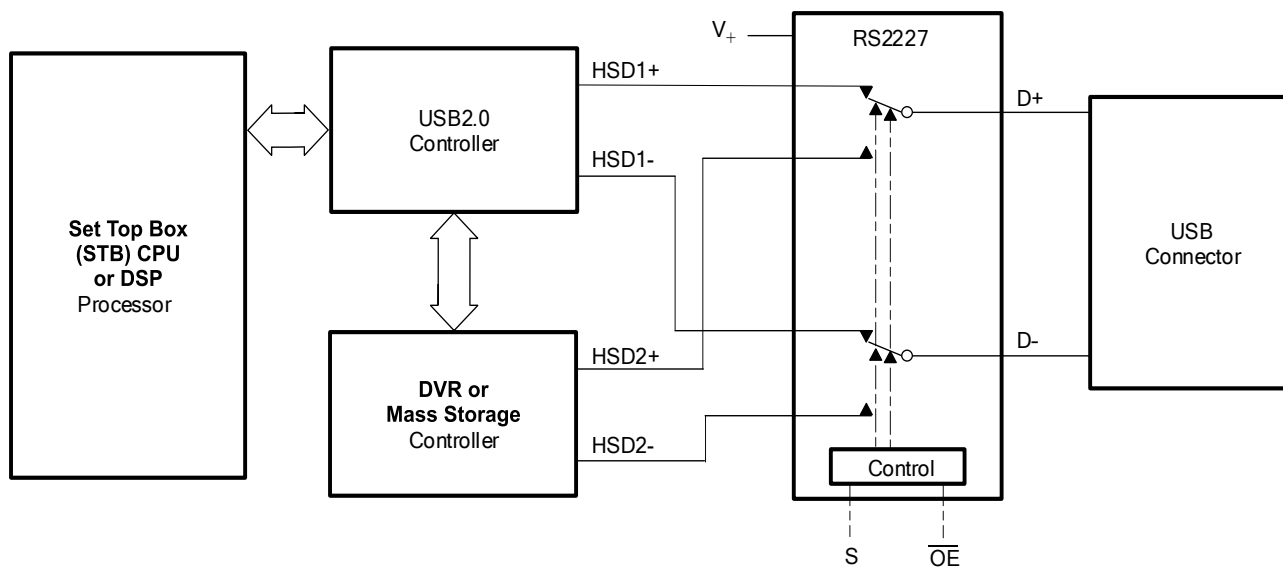 Set Top Box
(STB) CPU
or DSP
Processor
USB2.0
Controller
DVR or
Mass Storage
Controller
HSD1+
HSD1-
HSD2+
HSD2-
V+
RS2227
Control
S
O̅E̅
D+
D-
USB
Connector